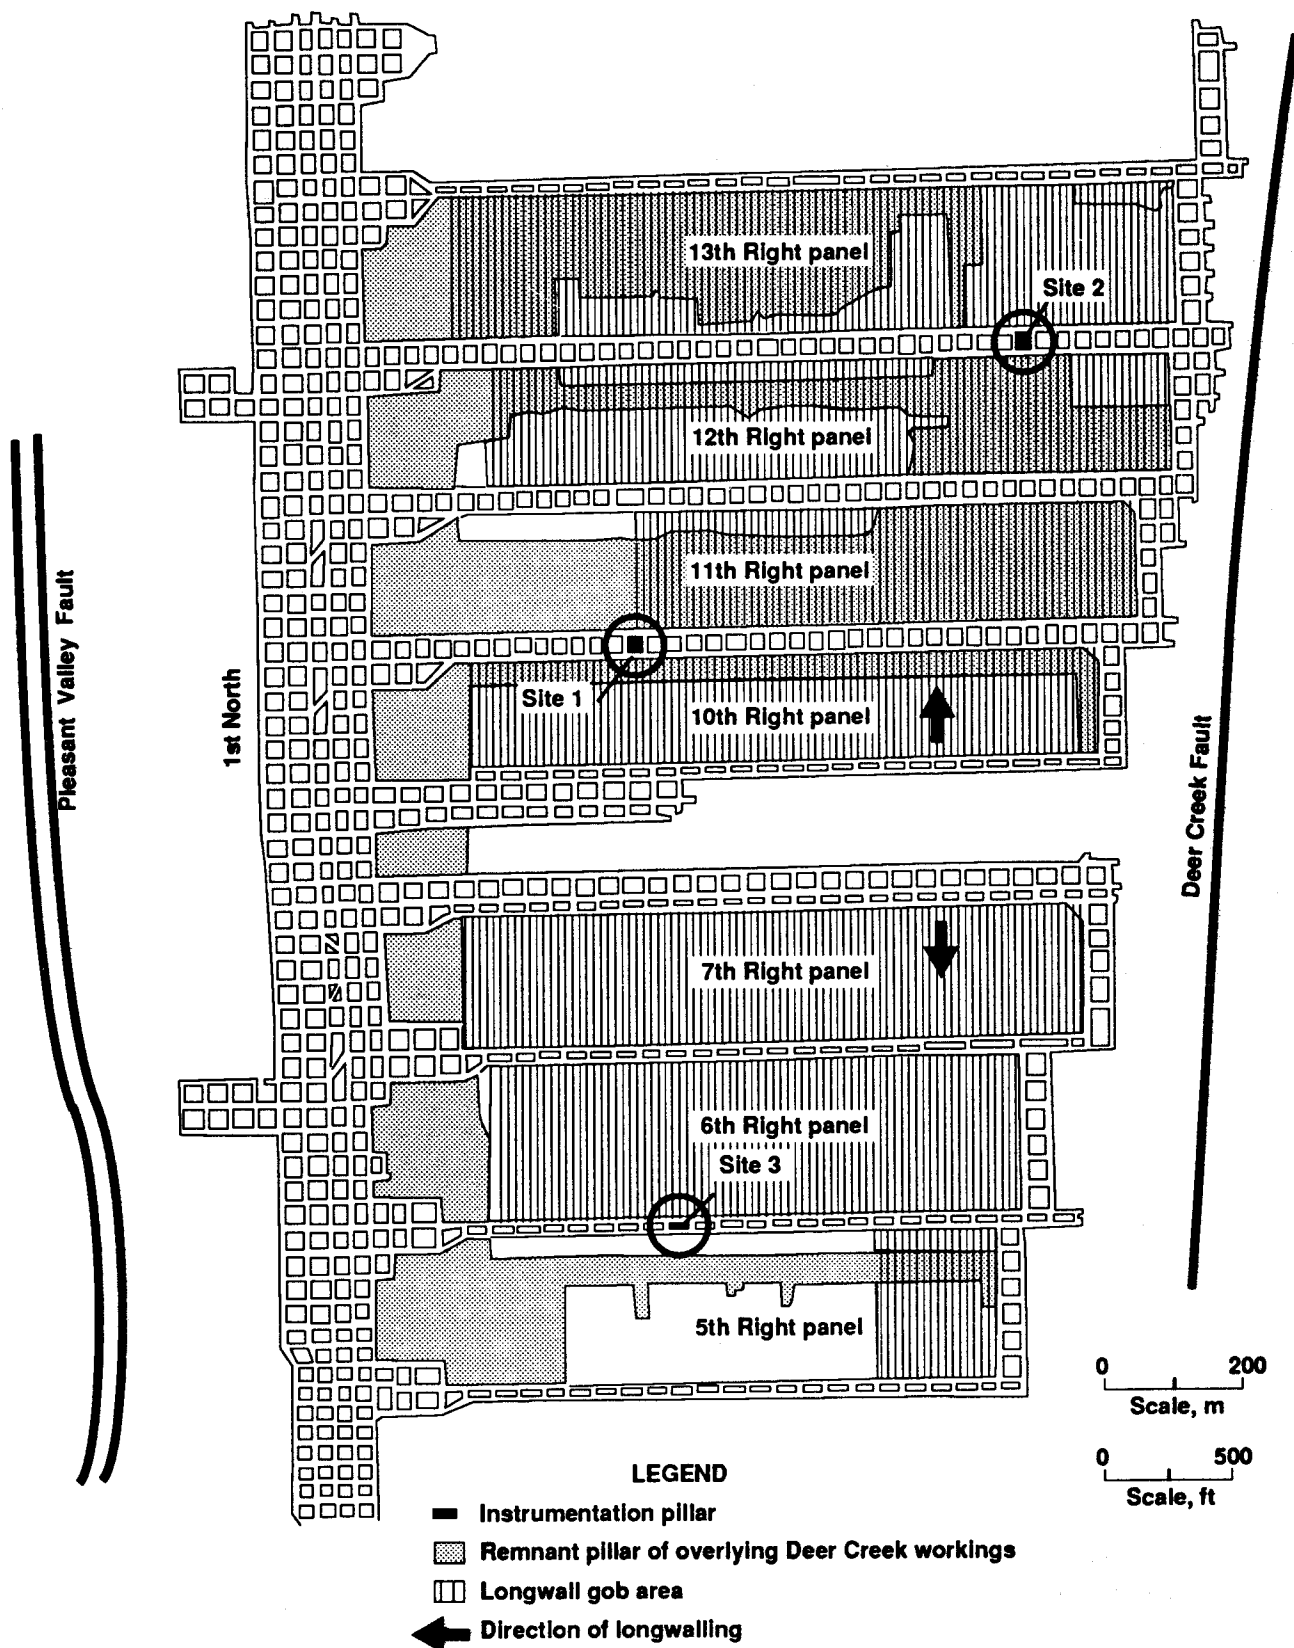 13th Right panel
Site 2
12th Right panel
11th Right panel
Pleasant Valley Fault
1st North
Site 1
10th Right panel
Deer Creek Fault
7th Right panel
6th Right panel
Site 3
5th Right panel
0 200
Scale, m
0 500
Scale, ft
LEGEND
Instrumentation pillar
Remnant pillar of overlying Deer Creek workings
Longwall gob area
Direction of longwalling